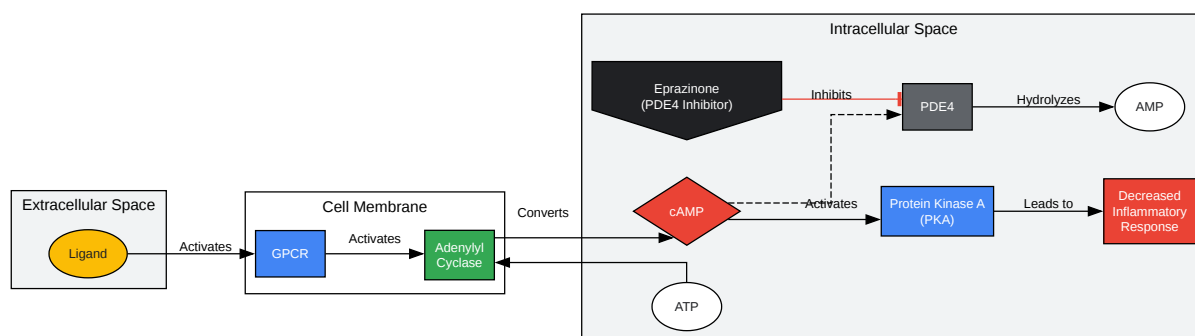 Intracellular Space
Eprazinone
(PDE4 Inhibitor)
Inhibits
PDE4
Hydrolyzes
AMP
Extracellular Space
Ligand
Activates
Cell Membrane
GPCR
Activates
Adenylyl
Cyclase
Converts
cAMP
Activates
Protein Kinase A
(PKA)
Leads to
Decreased
Inflammatory
Response
ATP